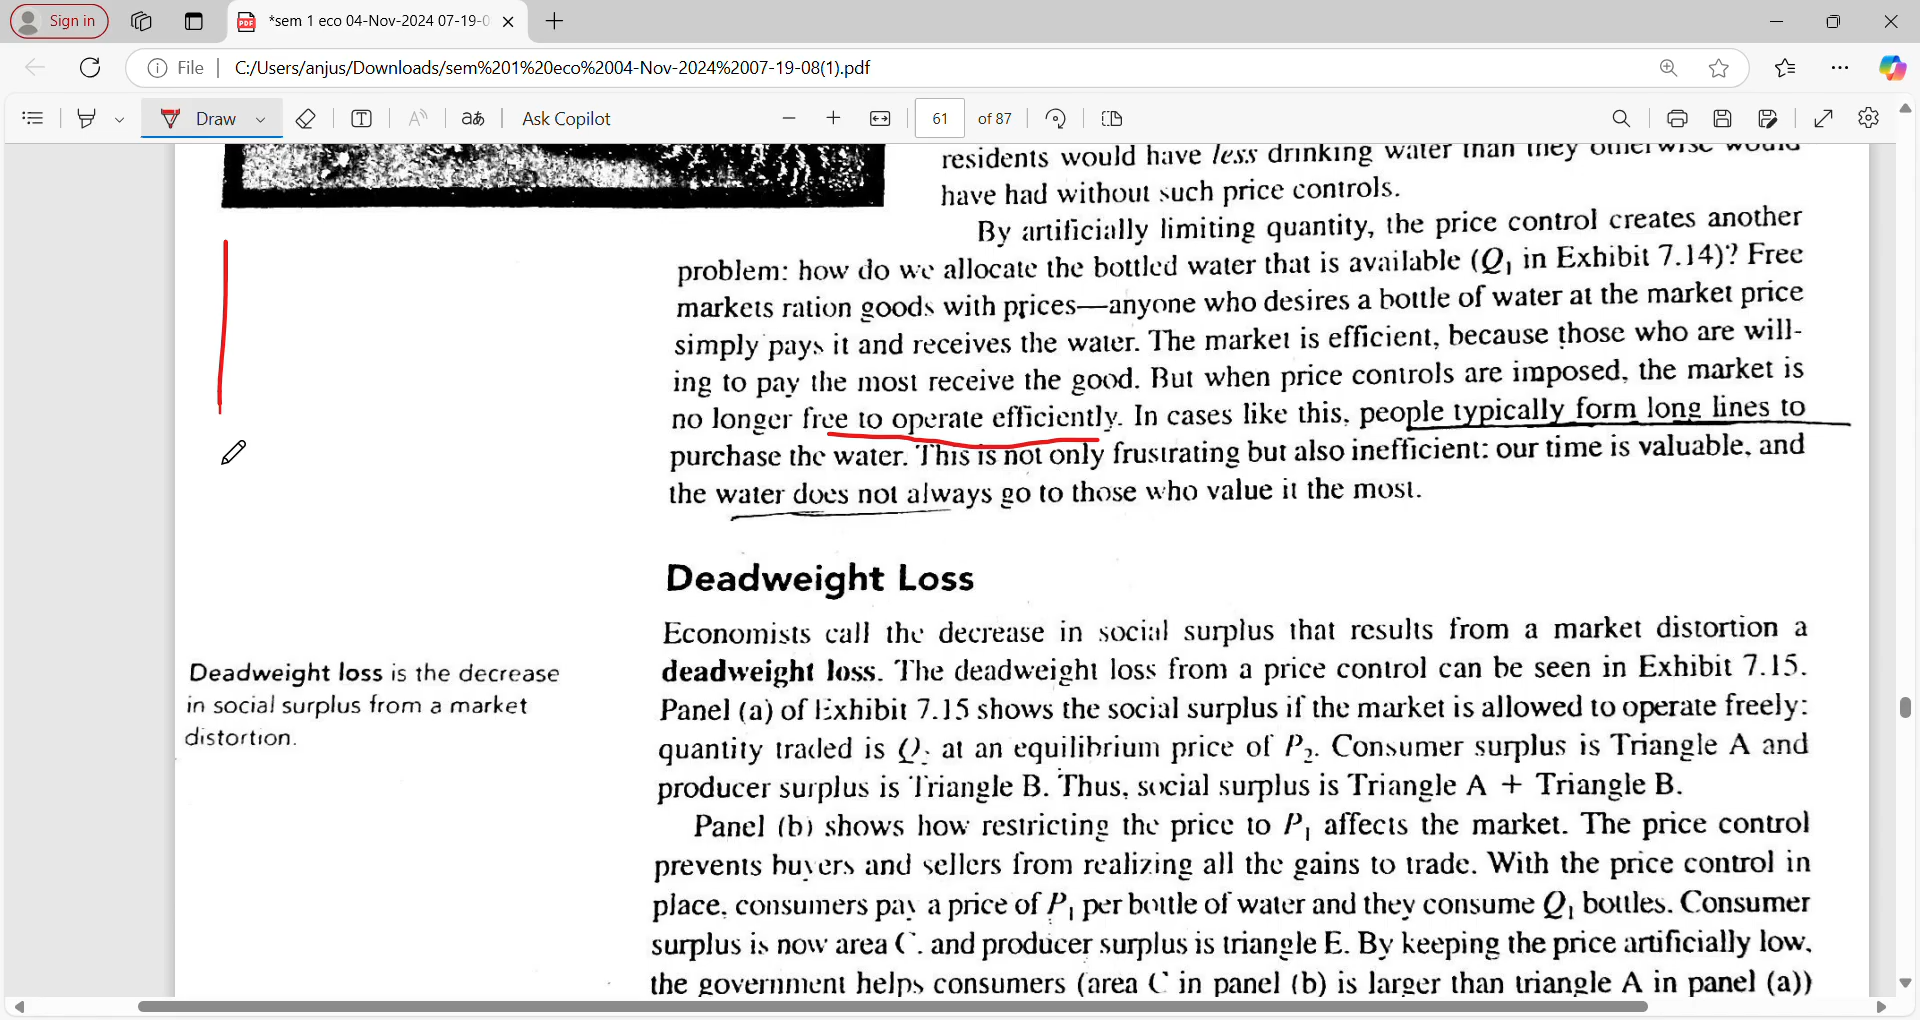 Sign in
*sem 1 eco 04-Nov-2024 07-19-0
File
C:/Users/anjus/Downloads/sem%201%20eco%2004-Nov-2024%2007-19-08(1).pdf
Draw
Ask Copilot
61 of 87
residents would have less drinking water than they otherwise would
have had without such price controls.
By artificially limiting quantity, the price control creates another
problem: how do we allocate the bottled water that is available (Q₁ in Exhibit 7.14)? Free
markets ration goods with prices—anyone who desires a bottle of water at the market price
simply pays it and receives the water. The market is efficient, because those who are will-
ing to pay the most receive the good. But when price controls are imposed, the market is
no longer free to operate efficiently. In cases like this, people typically form long lines to
purchase the water. This is not only frustrating but also inefficient: our time is valuable, and
the water does not always go to those who value it the most.
Deadweight Loss
Economists call the decrease in social surplus that results from a market distortion a
deadweight loss. The deadweight loss from a price control can be seen in Exhibit 7.15.
Panel (a) of Exhibit 7.15 shows the social surplus if the market is allowed to operate freely:
quantity traded is Q₂ at an equilibrium price of P₂. Consumer surplus is Triangle A and
producer surplus is Triangle B. Thus, social surplus is Triangle A + Triangle B.
Panel (b) shows how restricting the price to P₁ affects the market. The price control
prevents buyers and sellers from realizing all the gains to trade. With the price control in
place, consumers pay a price of P₁ per bottle of water and they consume Q₁ bottles. Consumer
surplus is now area C, and producer surplus is triangle E. By keeping the price artificially low,
the government helps consumers (area C in panel (b) is larger than triangle A in panel (a))
Deadweight loss is the decrease
in social surplus from a market
distortion.